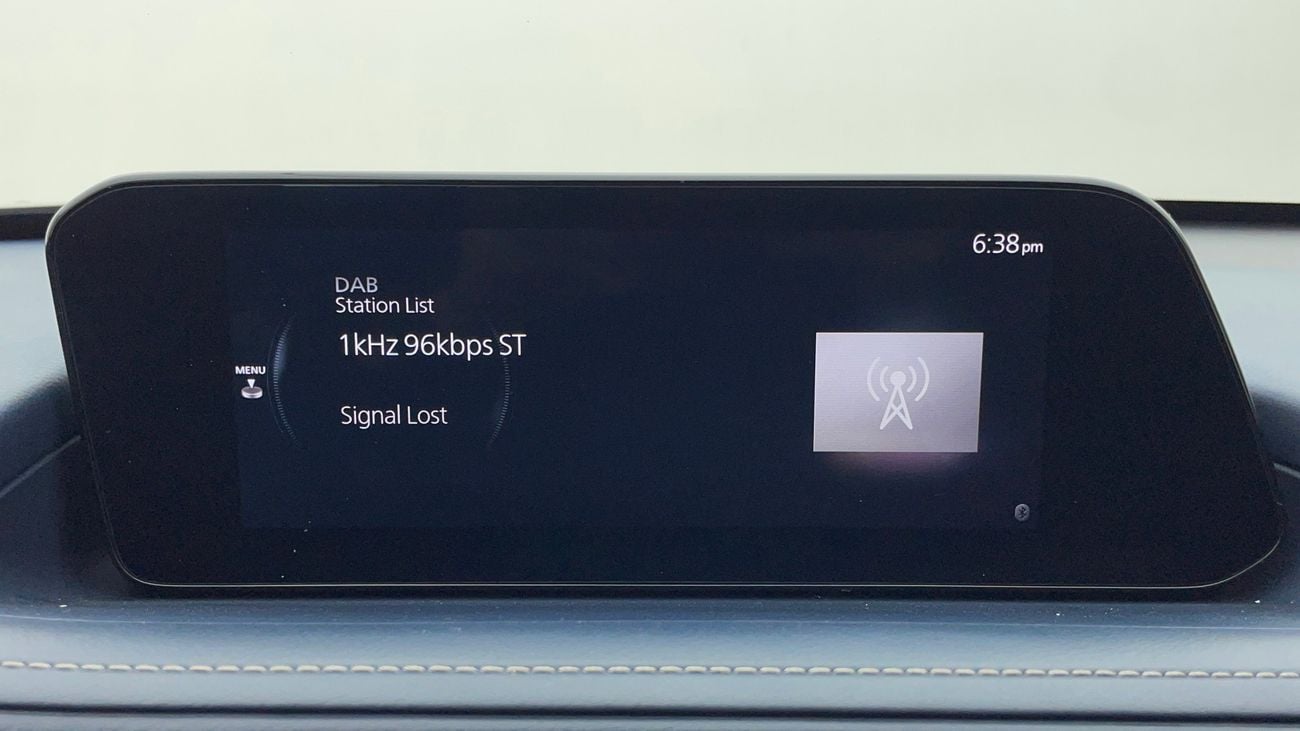 6:38pm
DAB
Station List
1kHz 96kbps ST
MENU
Signal Lost